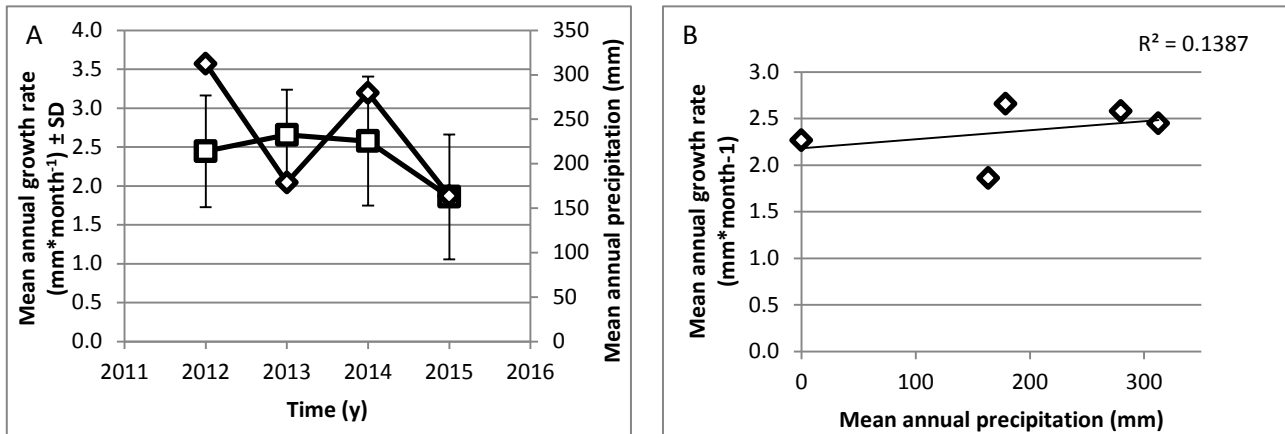 A
Mean annual growth rate
(mm*month⁻¹) ± SD
4.0
3.5
3.0
2.5
2.0
1.5
1.0
0.5
0.0
350
300
250
200
150
100
50
0
Mean annual precipitation (mm)
2011 2012 2013 2014 2015 2016
Time (y)
B
R² = 0.1387
Mean annual growth rate
(mm*month-1)
3.0
2.5
2.0
1.5
1.0
0.5
0.0
0 100 200 300
Mean annual precipitation (mm)